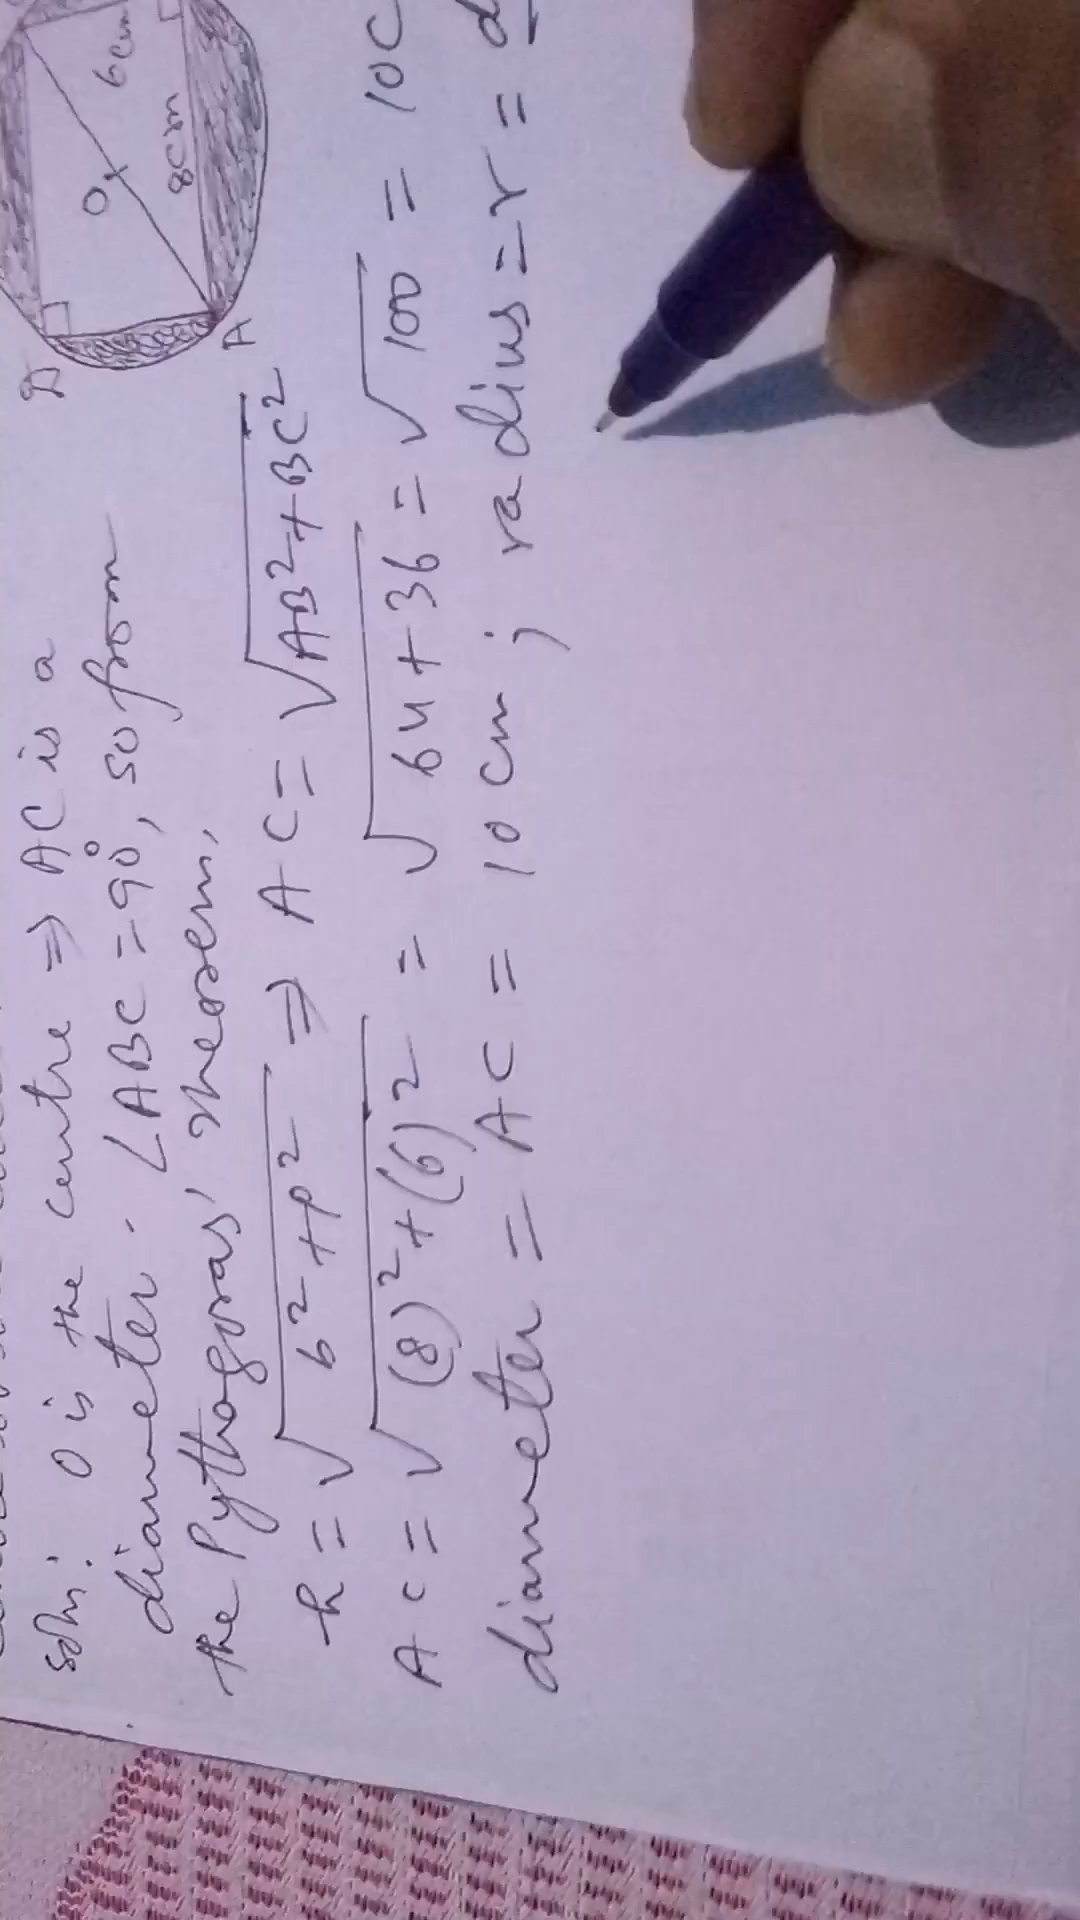 6cm
8cm
O
D
A
soln: O is the centre ⇒ AC is a
diameter. ∠ABC = 90°, so from
the Pythagoras' theorem,
h = √b²+p² ⇒ AC = √AB²+BC²
AC = √(8)²+(6)² = √64+36 = √100 = 10c
diameter = AC = 10 cm; radius = r = d